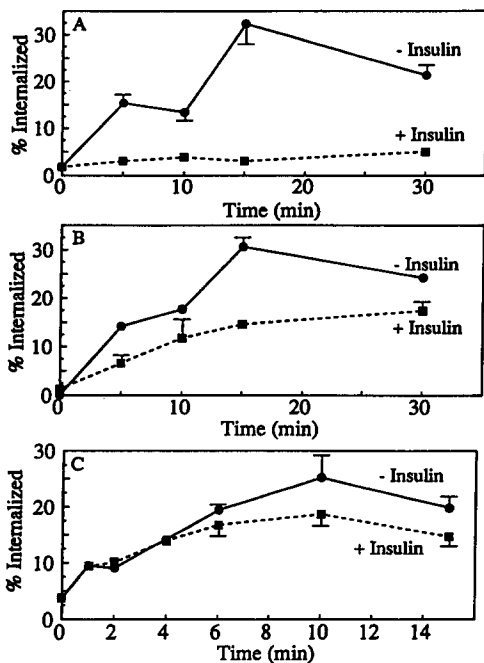 A
30
20
10
0
% Internalized
- Insulin
+ Insulin
0 10 20 30
Time (min)
B
30
20
10
0
% Internalized
- Insulin
+ Insulin
0 10 20 30
Time (min)
C
30
20
10
0
% Internalized
- Insulin
+ Insulin
0 2 4 6 8 10 12 14
Time (min)